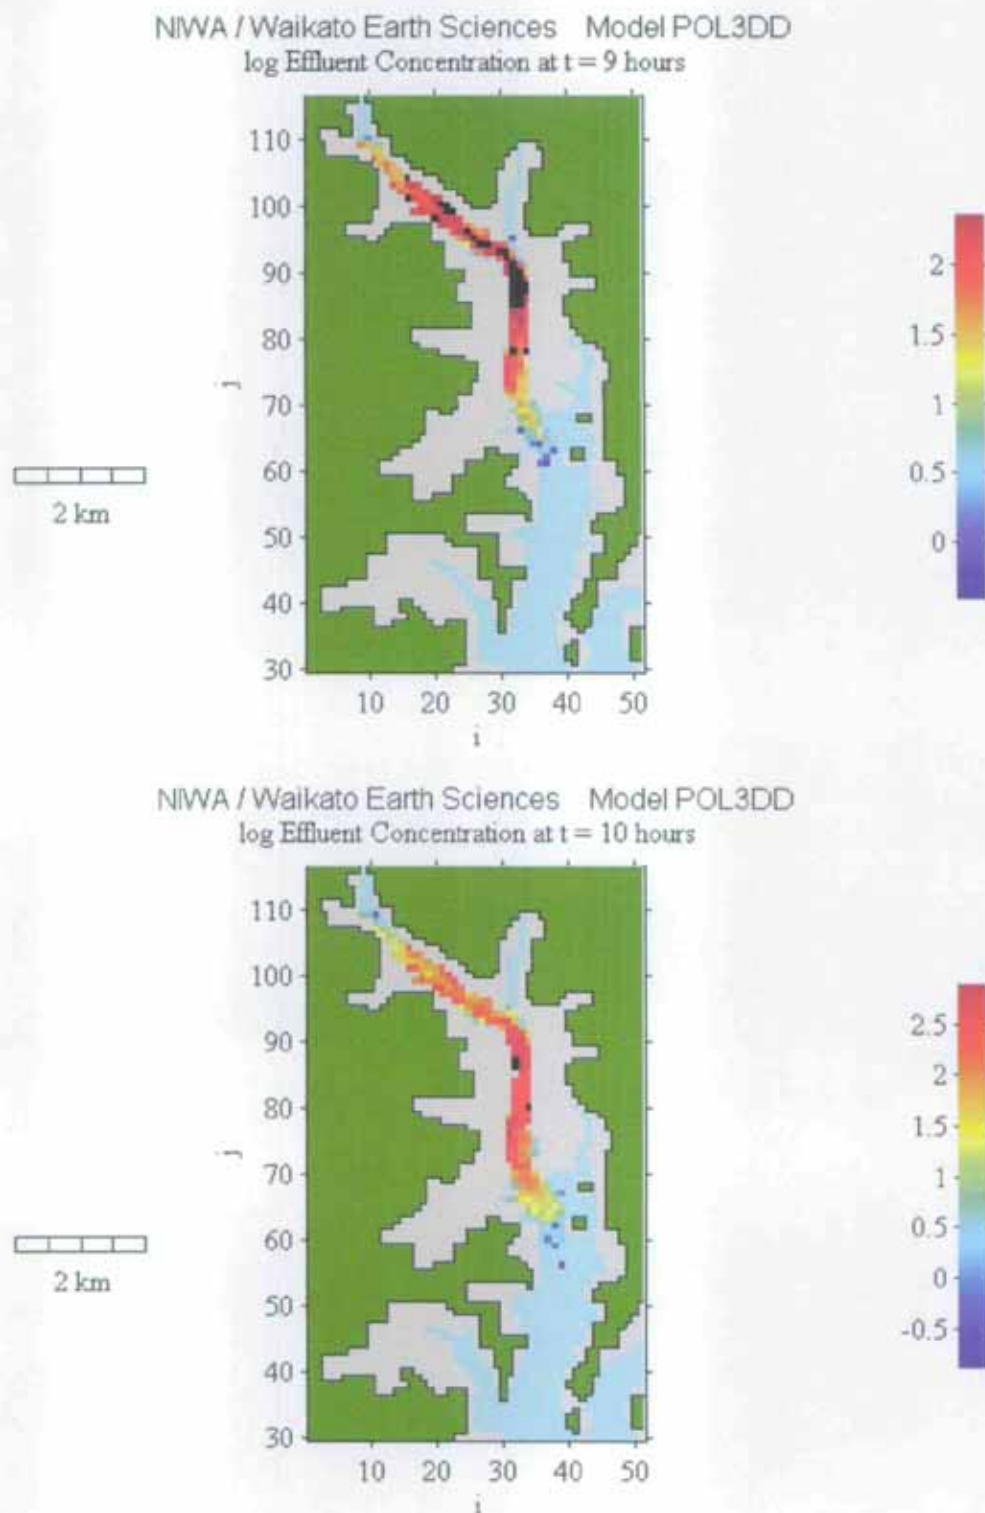 NIWA / Waikato Earth Sciences Model POL3DD
log Effluent Concentration at t = 9 hours
110
100
90
80
70
60
50
40
30
j
10 20 30 40 50
i
2 km
2
1.5
1
0.5
0
NIWA / Waikato Earth Sciences Model POL3DD
log Effluent Concentration at t = 10 hours
110
100
90
80
70
60
50
40
30
j
10 20 30 40 50
i
2 km
2.5
2
1.5
1
0.5
0
-0.5